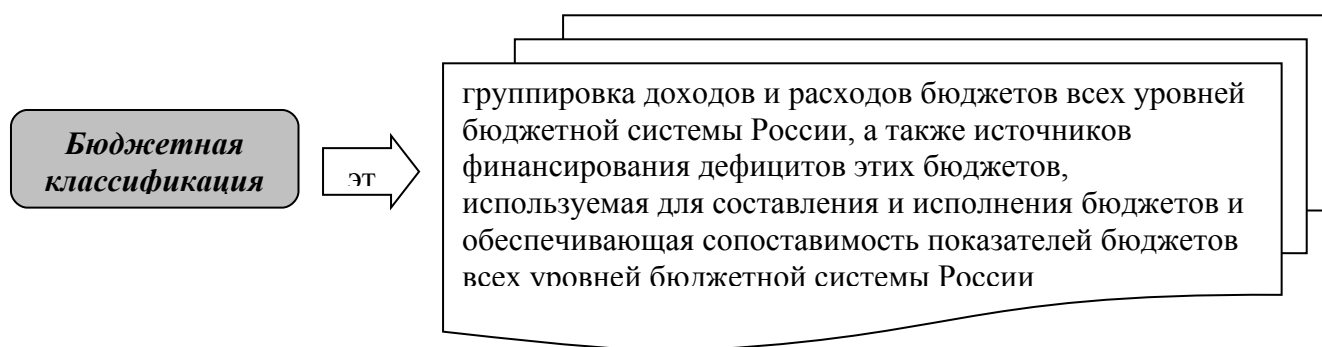 Бюджетная
классификация
эт
группировка доходов и расходов бюджетов всех уровней
бюджетной системы России, а также источников
финансирования дефицитов этих бюджетов,
используемая для составления и исполнения бюджетов и
обеспечивающая сопоставимость показателей бюджетов
всех уровней бюджетной системы России